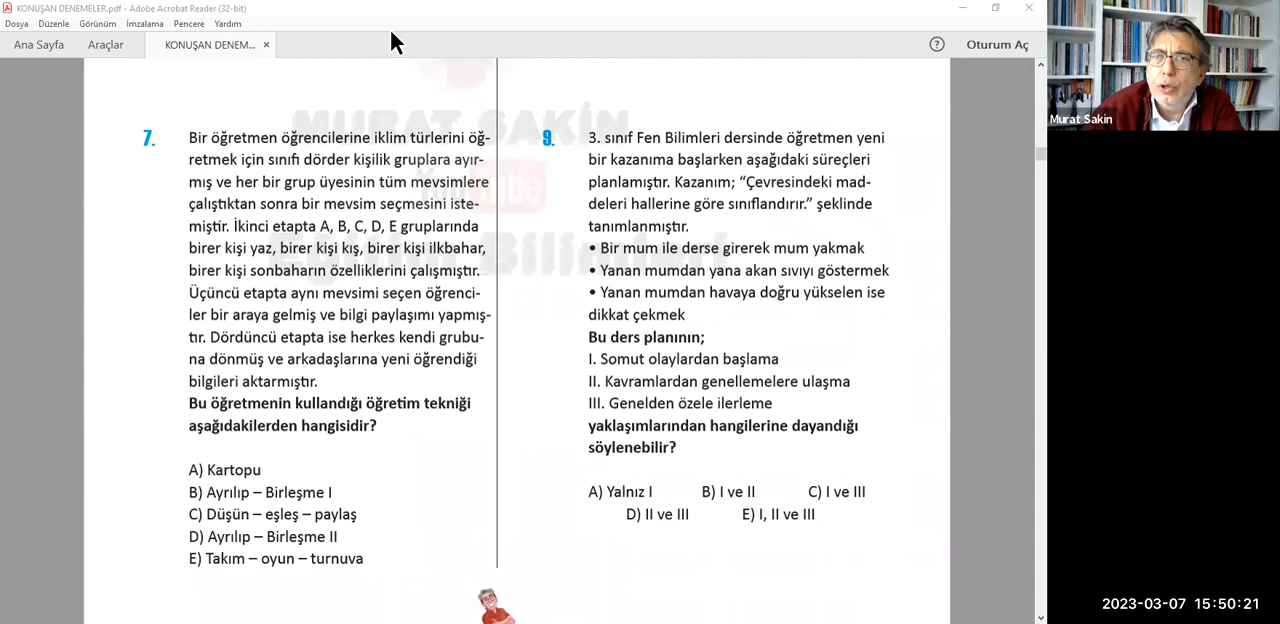 KONUŞAN DENEMELER.pdf - Adobe Acrobat Reader (32-bit)
Dosya Düzenle Görünüm İmzalama Pencere Yardım
Ana Sayfa Araçlar KONUŞAN DENEM... × ? Oturum Aç
MURAT SAKİN
YouTube
Eğitim Bilimleri
7.
Bir öğretmen öğrencilerine iklim türlerini öğ-
retmek için sınıfı dörder kişilik gruplara ayır-
mış ve her bir grup üyesinin tüm mevsimlere
çalıştıktan sonra bir mevsim seçmesini iste-
miştir. İkinci etapta A, B, C, D, E gruplarında
birer kişi yaz, birer kişi kış, birer kişi ilkbahar,
birer kişi sonbaharın özelliklerini çalışmıştır.
Üçüncü etapta aynı mevsimi seçen öğrenci-
ler bir araya gelmiş ve bilgi paylaşımı yapmış-
tır. Dördüncü etapta ise herkes kendi grubu-
na dönmüş ve arkadaşlarına yeni öğrendiği
bilgileri aktarmıştır.
Bu öğretmenin kullandığı öğretim tekniği
aşağıdakilerden hangisidir?
A) Kartopu
B) Ayrılıp – Birleşme I
C) Düşün – eşleş – paylaş
D) Ayrılıp – Birleşme II
E) Takım – oyun – turnuva
9.
3. sınıf Fen Bilimleri dersinde öğretmen yeni
bir kazanıma başlarken aşağıdaki süreçleri
planlamıştır. Kazanım; “Çevresindeki mad-
deleri hallerine göre sınıflandırır.” şeklinde
tanımlanmıştır.
• Bir mum ile derse girerek mum yakmak
• Yanan mumdan yana akan sıvıyı göstermek
• Yanan mumdan havaya doğru yükselen ise
dikkat çekmek
Bu ders planının;
I. Somut olaylardan başlama
II. Kavramlardan genellemelere ulaşma
III. Genelden özele ilerleme
yaklaşımlarından hangilerine dayandığı
söylenebilir?
A) Yalnız I B) I ve II C) I ve III
D) II ve III E) I, II ve III
Murat Sakin
2023-03-07 15:50:21